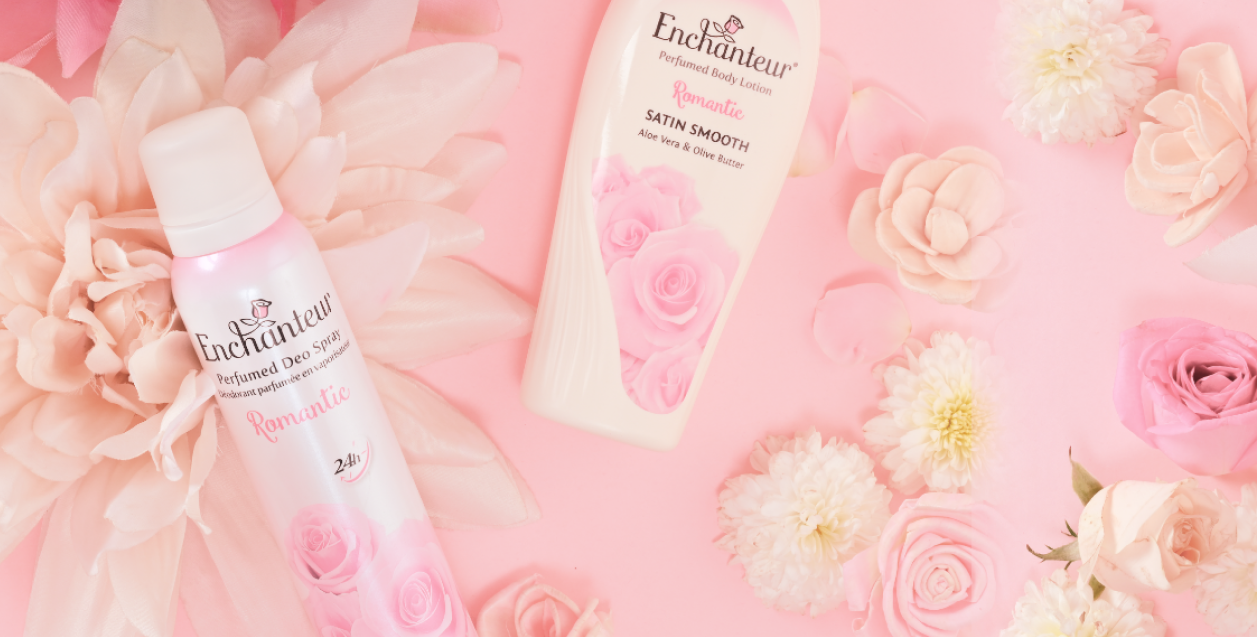 Enchanteur
Perfumed Deo Spray
Déodorant parfumée en vaporisateur
Romantic
24h
Enchanteur®
Perfumed Body Lotion
Romantic
SATIN SMOOTH
Aloe Vera & Olive Butter